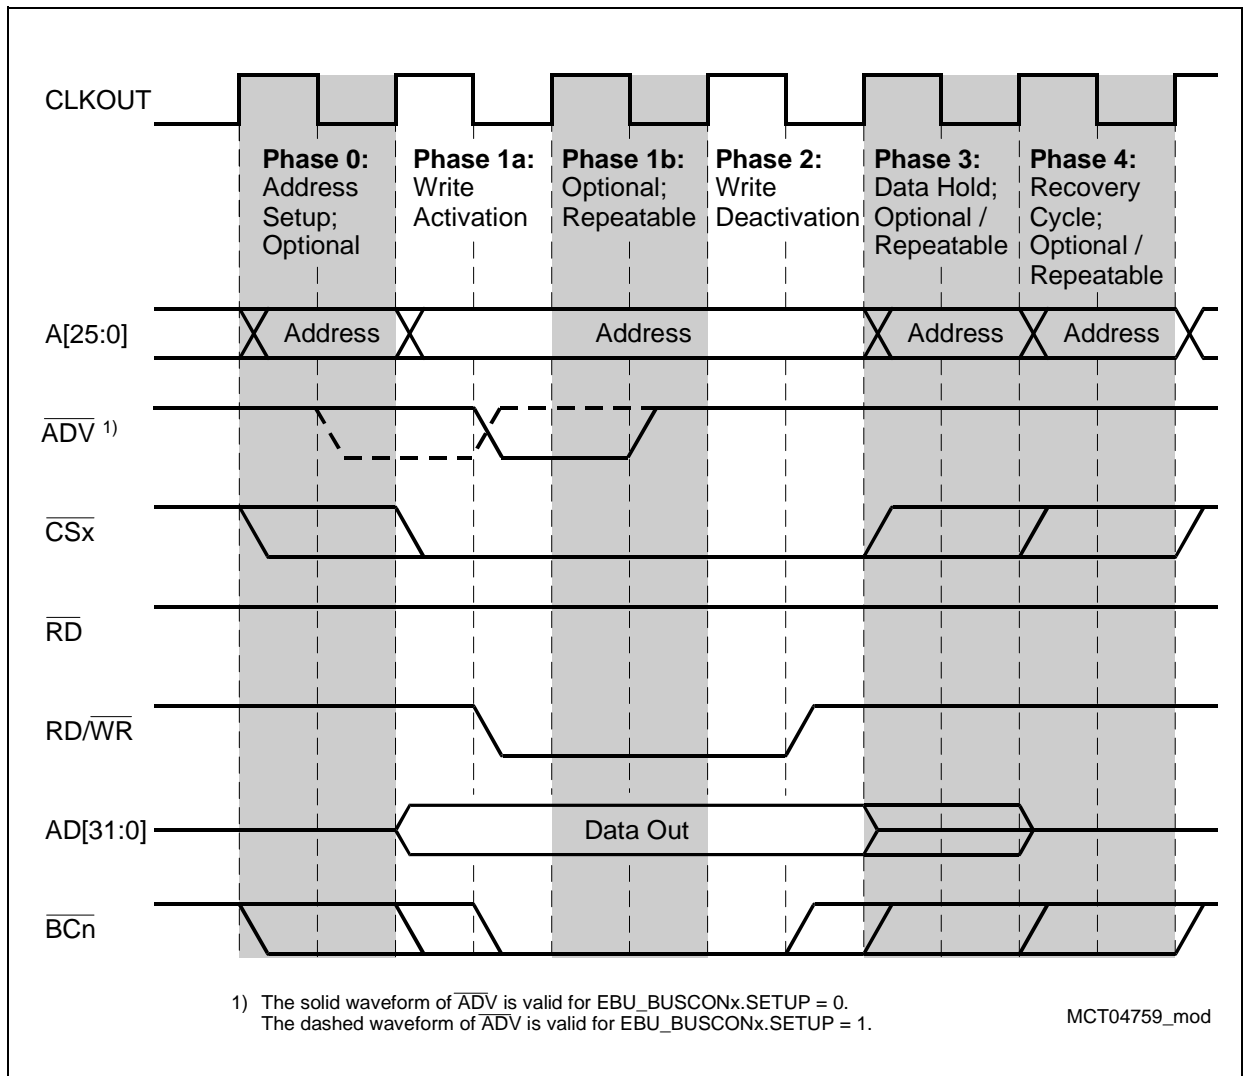 CLKOUT
Phase 0:
Address
Setup;
Optional
Phase 1a:
Write
Activation
Phase 1b:
Optional;
Repeatable
Phase 2:
Write
Deactivation
Phase 3:
Data Hold;
Optional /
Repeatable
Phase 4:
Recovery
Cycle;
Optional /
Repeatable
A[25:0]
Address
Address
Address
Address
ADV 1)
CSx
RD
RD/WR
AD[31:0]
Data Out
BCn
1) The solid waveform of ADV is valid for EBU_BUSCONx.SETUP = 0.
The dashed waveform of ADV is valid for EBU_BUSCONx.SETUP = 1.
MCT04759_mod